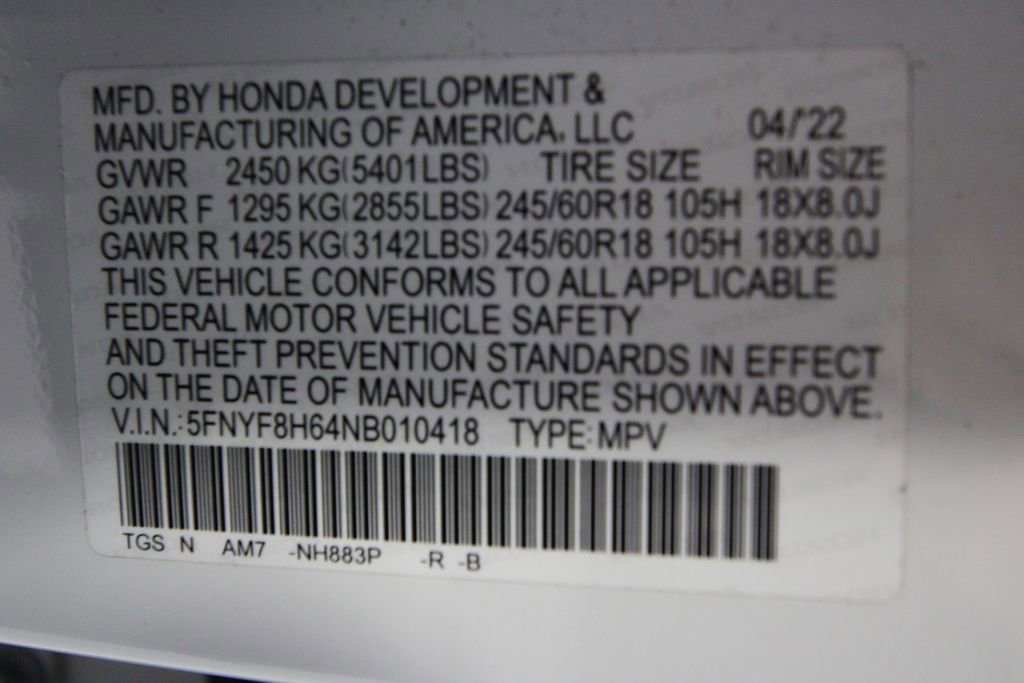 MFD. BY HONDA DEVELOPMENT &
MANUFACTURING OF AMERICA, LLC 04/'22
GVWR 2450 KG(5401LBS) TIRE SIZE RIM SIZE
GAWR F 1295 KG(2855LBS) 245/60R18 105H 18X8.0J
GAWR R 1425 KG(3142LBS) 245/60R18 105H 18X8.0J
THIS VEHICLE CONFORMS TO ALL APPLICABLE
FEDERAL MOTOR VEHICLE SAFETY
AND THEFT PREVENTION STANDARDS IN EFFECT
ON THE DATE OF MANUFACTURE SHOWN ABOVE.
V.I.N.:5FNYF8H64NB010418 TYPE:MPV
TGS N AM7 -NH883P -R -B